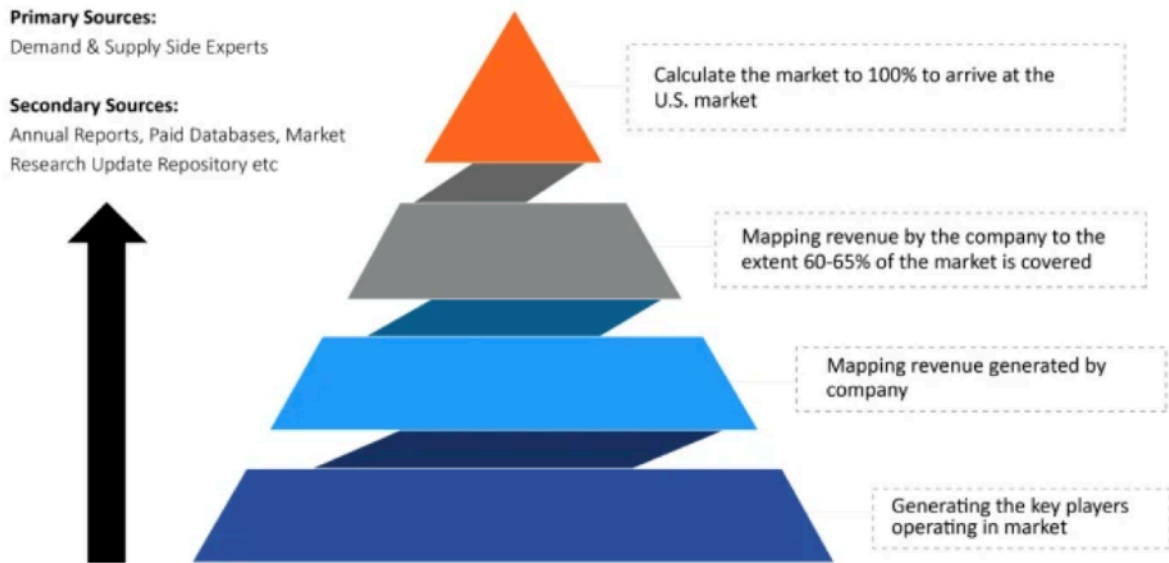 Primary Sources:
Demand & Supply Side Experts
Secondary Sources:
Annual Reports, Paid Databases, Market
Research Update Repository etc
Calculate the market to 100% to arrive at the
U.S. market
Mapping revenue by the company to the
extent 60-65% of the market is covered
Mapping revenue generated by
company
Generating the key players
operating in market